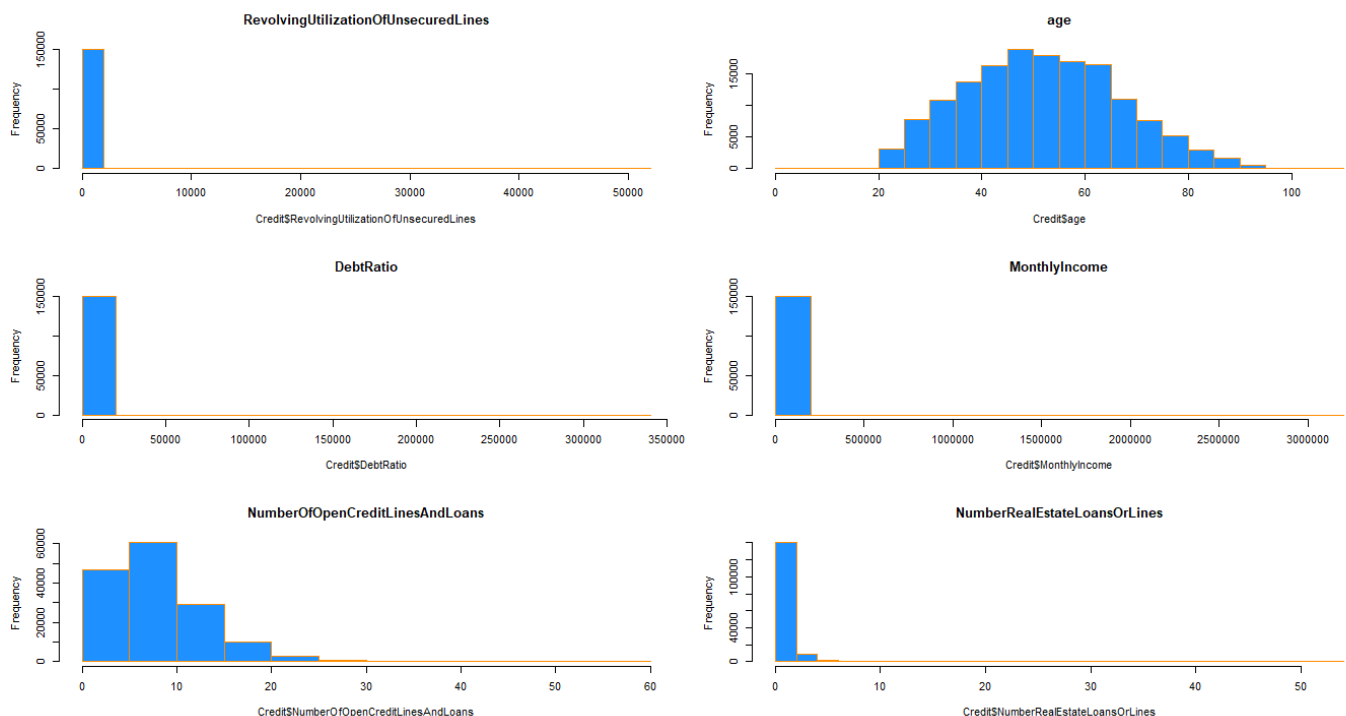 RevolvingUtilizationOfUnsecuredLines
Frequency
0 50000 150000
0 10000 20000 30000 40000 50000
Credit$RevolvingUtilizationOfUnsecuredLines
age
Frequency
0 5000 15000
0 20 40 60 80 100
Credit$age
DebtRatio
Frequency
0 50000 150000
0 50000 100000 150000 200000 250000 300000 350000
Credit$DebtRatio
MonthlyIncome
Frequency
0 50000 150000
0 500000 1000000 1500000 2000000 2500000 3000000
Credit$MonthlyIncome
NumberOfOpenCreditLinesAndLoans
Frequency
0 20000 40000 60000
0 10 20 30 40 50 60
Credit$NumberOfOpenCreditLinesAndLoans
NumberRealEstateLoansOrLines
Frequency
0 40000 100000
0 10 20 30 40 50
Credit$NumberRealEstateLoansOrLines